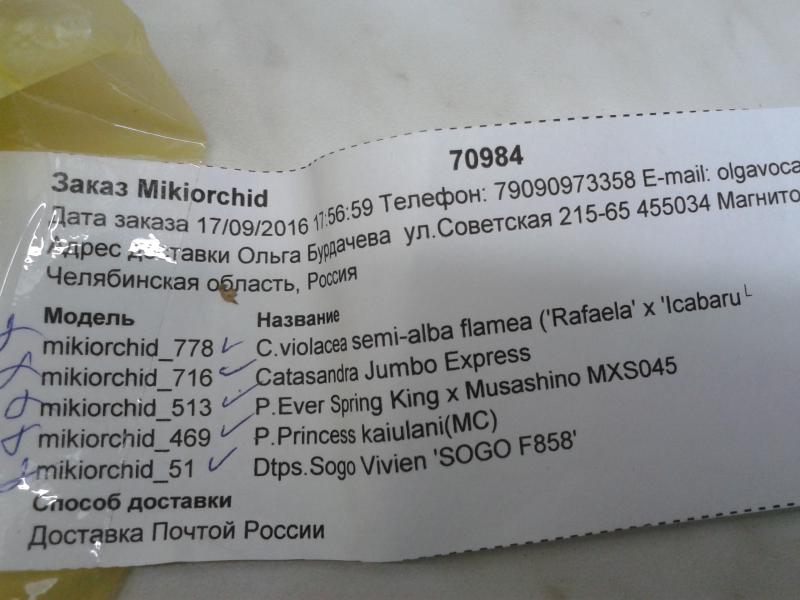 70984
Заказ Mikiorchid
Дата заказа 17/09/2016 17:56:59 Телефон: 79090973358 E-mail: olgavoca
Адрес доставки Ольга Бурдачева ул.Советская 215-65 455034 Магнито
Челябинская область, Россия
Модель Название
mikiorchid_778 C.violacea semi-alba flamea ('Rafaela' x 'Icabaru
mikiorchid_716 Catasandra Jumbo Express
mikiorchid_513 P.Ever Spring King x Musashino MXS045
mikiorchid_469 P.Princess kaiulani(MC)
mikiorchid_51 Dtps.Sogo Vivien 'SOGO F858'
Способ доставки
Доставка Почтой России